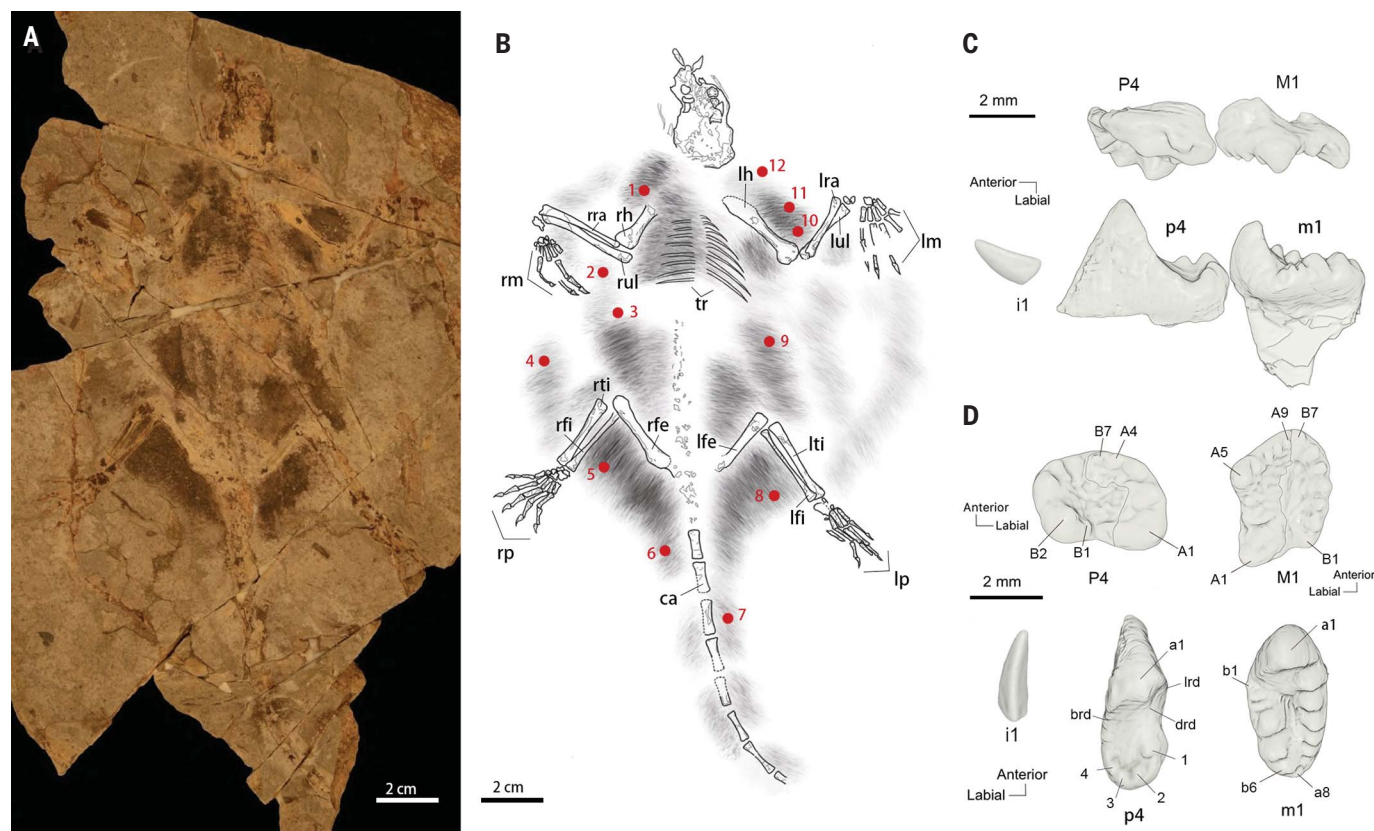 A
2 cm
B
12
1
lh
11
lra
rra
rh
10
lul
lm
rm
2
rul
tr
3
9
4
rti
rfi
rfe
lfe
lti
5
8
lfi
rp
6
lp
ca
7
2 cm
C
P4
M1
2 mm
Anterior
Labial
p4
m1
i1
D
A9
B7
B7
A4
A5
Anterior
Labial
B2
B1
A1
B1
P4
A1
M1
Anterior
Labial
2 mm
a1
a1
lrd
b1
brd
drd
i1
4
1
Anterior
Labial
3
2
b6
a8
p4
m1